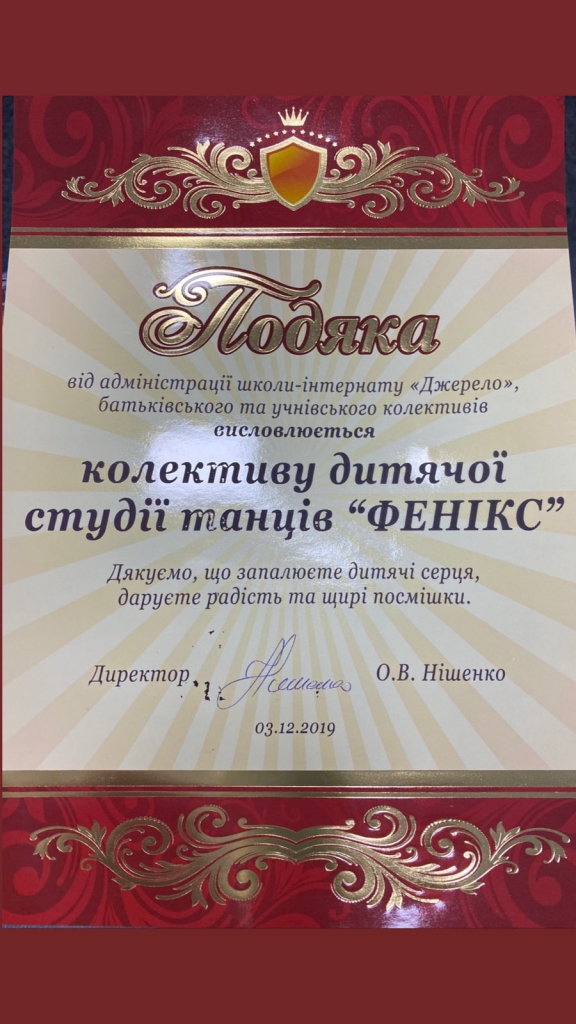 Подяка
від адміністрації школи-інтернату «Джерело»,
батьківського та учнівського колективів
висловлюється
колективу дитячої
студії танців “ФЕНІКС”
Дякуємо, що запалюєте дитячі серця,
даруєте радість та щирі посмішки.
Директор О.В. Нішенко
03.12.2019